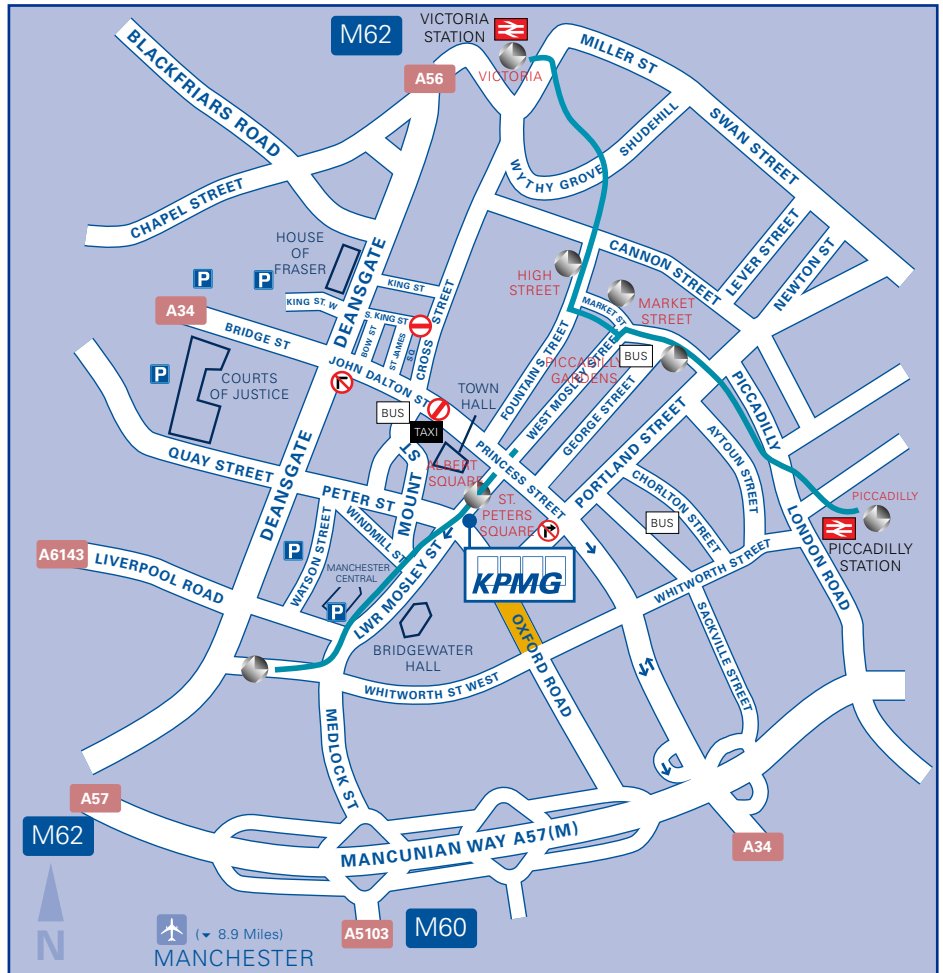 VICTORIA
STATION
M62
VICTORIA
MILLER ST
A56
BLACKFRIARS ROAD
SHUDEHILL
SWAN STREET
WYTHY GROVE
CHAPEL STREET
HOUSE
OF
FRASER
DEANSGATE
CANNON STREET
LEVER STREET
NEWTON ST
P
P
HIGH
STREET
KING ST
KING ST. W
MARKET ST
MARKET
STREET
A34
S. KING ST
BOW ST
ST JAMES
SQ
CROSS STREET
BRIDGE ST
JOHN DALTON ST
FOUNTAIN STREET
WEST MOSLEY STREET
PICCADILLY
GARDENS
BUS
P
COURTS
OF JUSTICE
TOWN
HALL
GEORGE STREET
PICCADILLY
BUS
TAXI
PORTLAND STREET
AYTOUN STREET
QUAY STREET
DEANSGATE
PETER ST
MOUNT ST
ALBERT
SQUARE
PRINCESS STREET
CHORLTON STREET
ST.
PETERS
SQUARE
BUS
PICCADILLY
PICCADILLY
STATION
LONDON ROAD
WATSON STREET
WINDMILL ST
A6143
LIVERPOOL ROAD
P
MANCHESTER
CENTRAL
P
LWR MOSLEY ST
KPMG
WHITWORTH STREET
SACKVILLE STREET
OXFORD ROAD
BRIDGEWATER
HALL
WHITWORTH ST WEST
MEDLOCK ST
A57
M62
MANCUNIAN WAY A57(M)
A34
N
(8.9 Miles)
MANCHESTER
A5103
M60